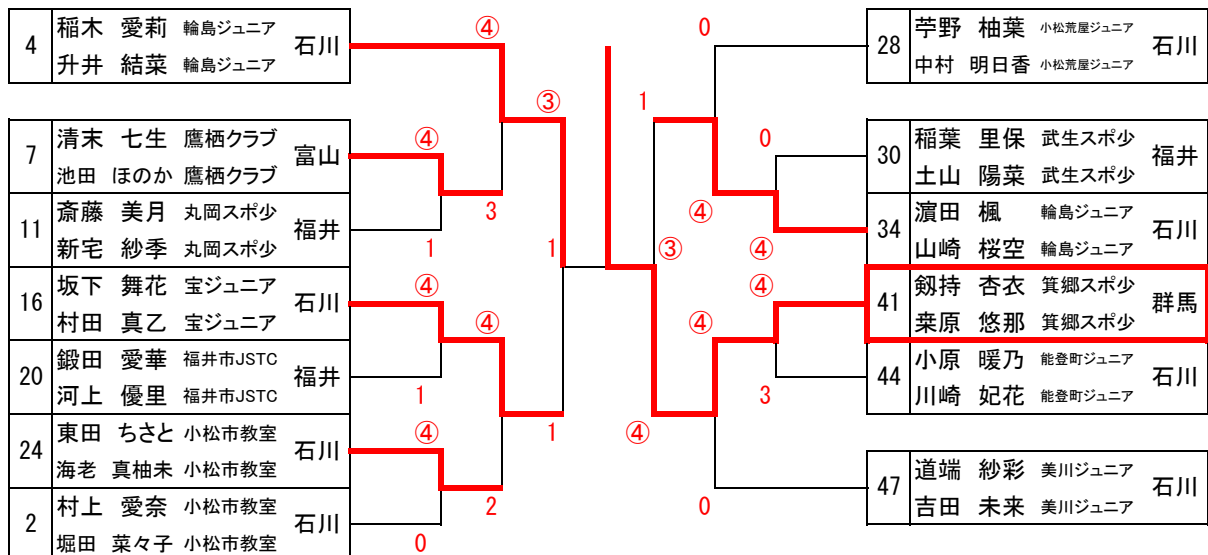 4 稲木 愛莉 輪島ジュニア 石川
升井 結菜 輪島ジュニア
7 清末 七生 鷹栖クラブ 富山
池田 ほのか 鷹栖クラブ
11 斎藤 美月 丸岡スポ少 福井
新宅 紗季 丸岡スポ少
16 坂下 舞花 宝ジュニア 石川
村田 真乙 宝ジュニア
20 鍛田 愛華 福井市JSTC 福井
河上 優里 福井市JSTC
24 東田 ちさと 小松市教室 石川
海老 真柚未 小松市教室
2 村上 愛奈 小松市教室 石川
堀田 菜々子 小松市教室
④
③
④
3
1
1
④
④
1
1
④
2
0
0
1
0
④
④
③
④
④
3
④
0
28 苧野 柚葉 小松荒屋ジュニア 石川
中村 明日香 小松荒屋ジュニア
30 稲葉 里保 武生スポ少 福井
土山 陽菜 武生スポ少
34 濵田 楓 輪島ジュニア 石川
山崎 桜空 輪島ジュニア
41 剱持 杏衣 箕郷スポ少 群馬
桒原 悠那 箕郷スポ少
44 小原 暖乃 能登町ジュニア 石川
川崎 妃花 能登町ジュニア
47 道端 紗彩 美川ジュニア 石川
吉田 未来 美川ジュニア